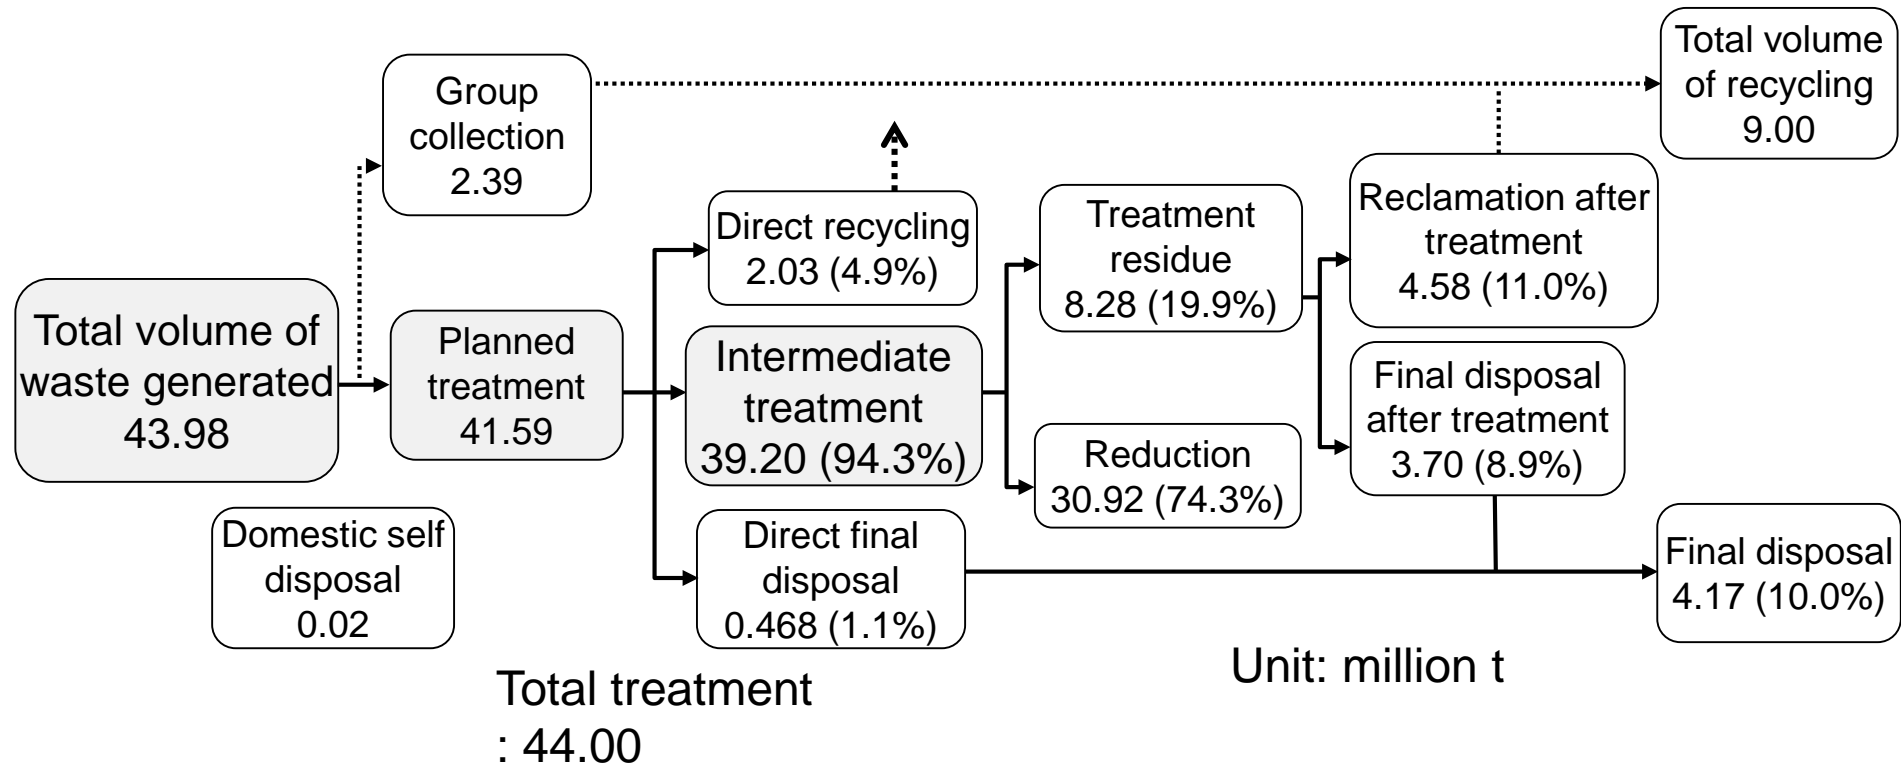 Total volume
of recycling
9.00
Group
collection
2.39
Direct recycling
2.03 (4.9%)
Treatment
residue
8.28 (19.9%)
Reclamation after
treatment
4.58 (11.0%)
Total volume of
waste generated
43.98
Planned
treatment
41.59
Intermediate
treatment
39.20 (94.3%)
Final disposal
after treatment
3.70 (8.9%)
Reduction
30.92 (74.3%)
Domestic self
disposal
0.02
Direct final
disposal
0.468 (1.1%)
Final disposal
4.17 (10.0%)
Unit: million t
Total treatment
: 44.00